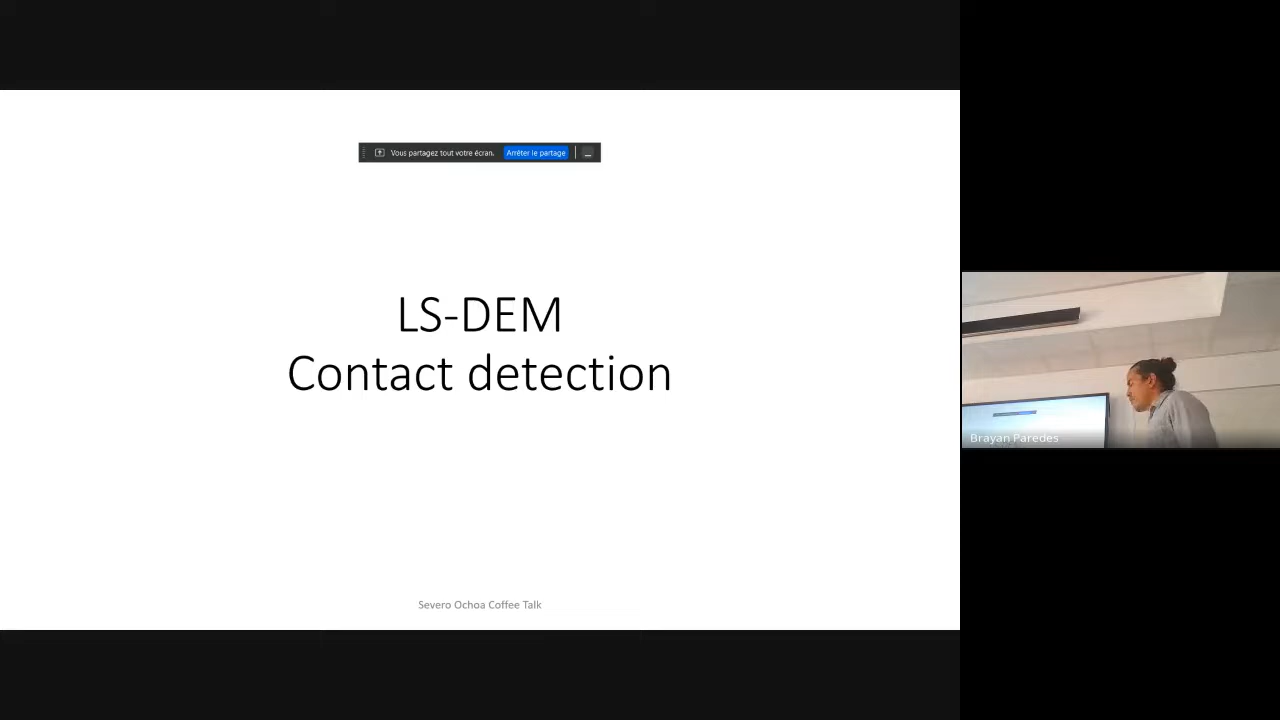 Vous partagez tout votre écran.
Arrêter le partage
LS-DEM
Contact detection
Severo Ochoa Coffee Talk
Brayan Paredes